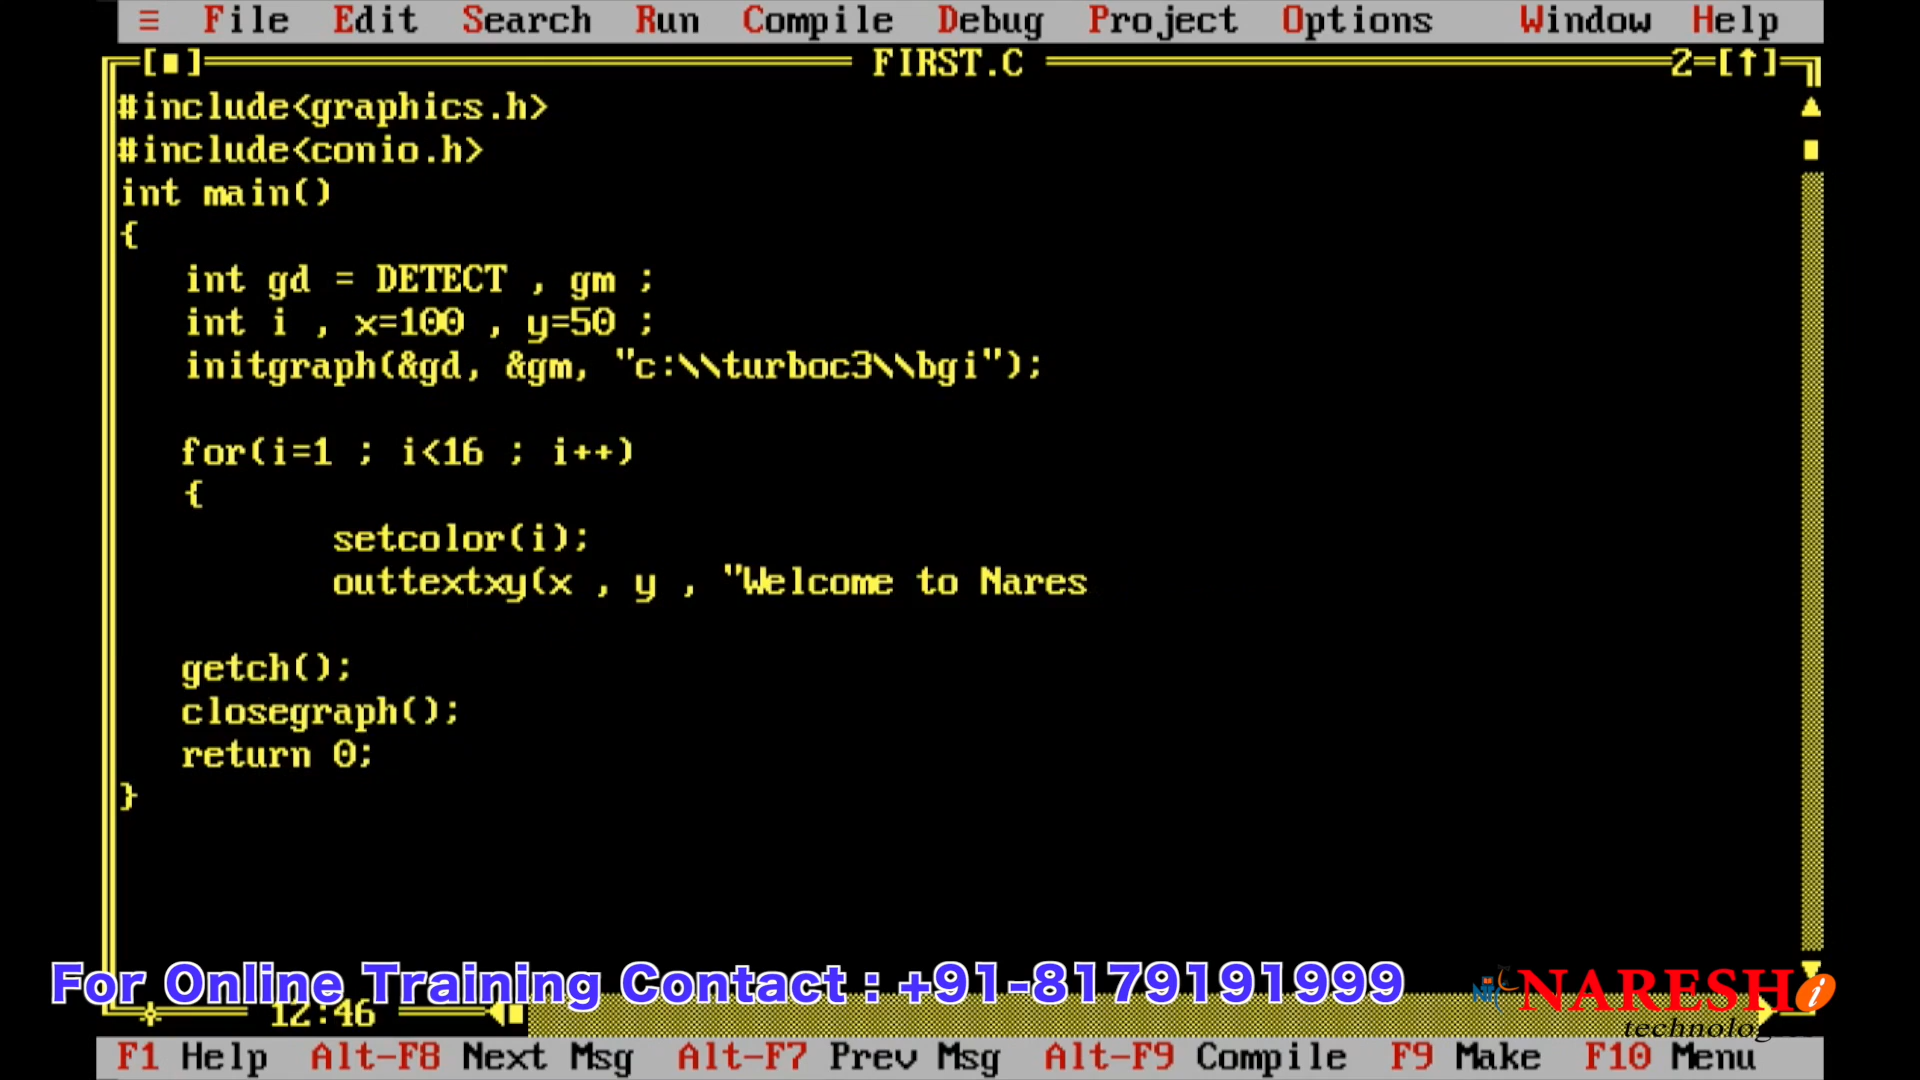 ≡ File Edit Search Run Compile Debug Project Options Window Help
[■] FIRST.C 2=[↑]
#include<graphics.h>
#include<conio.h>
int main()
{
int gd = DETECT , gm ;
int i , x=100 , y=50 ;
initgraph(&gd, &gm, "c:\\turboc3\\bgi");
for(i=1 ; i<16 ; i++)
{
setcolor(i);
outtextxy(x , y , "Welcome to Nares
getch();
closegraph();
return 0;
}
For Online Training Contact : +91-8179191999
NARESH i
technolog
12:46
F1 Help Alt-F8 Next Msg Alt-F7 Prev Msg Alt-F9 Compile F9 Make F10 Menu